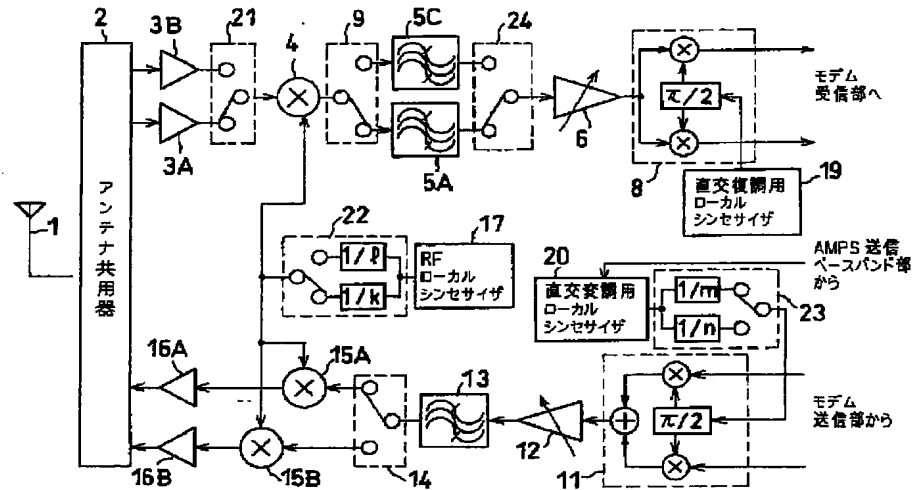 2
3B
21
4
9
5C
24
π/2
モデム
受信部へ
3A
5A
6
8
19
直交復調用
ローカル
シンセサイザ
1
アンテナ共用器
22
1/ℓ
1/k
17
RF
ローカル
シンセサイザ
20
直交変調用
ローカル
シンセサイザ
AMPS 送信
ベースバンド部
から
1/m
1/n
23
16A
15A
13
π/2
モデム
送信部から
12
16B
15B
14
11